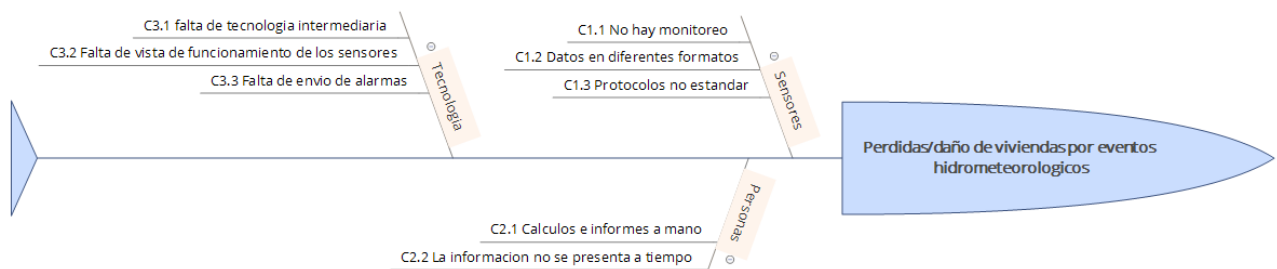 C3.1 falta de tecnologia intermediaria
C3.2 Falta de vista de funcionamiento de los sensores
C3.3 Falta de envio de alarmas
Tecnologia
C1.1 No hay monitoreo
C1.2 Datos en diferentes formatos
C1.3 Protocolos no estandar
Sensores
Perdidas/daño de viviendas por eventos
hidrometeorologicos
Personas
C2.1 Calculos e informes a mano
C2.2 La informacion no se presenta a tiempo